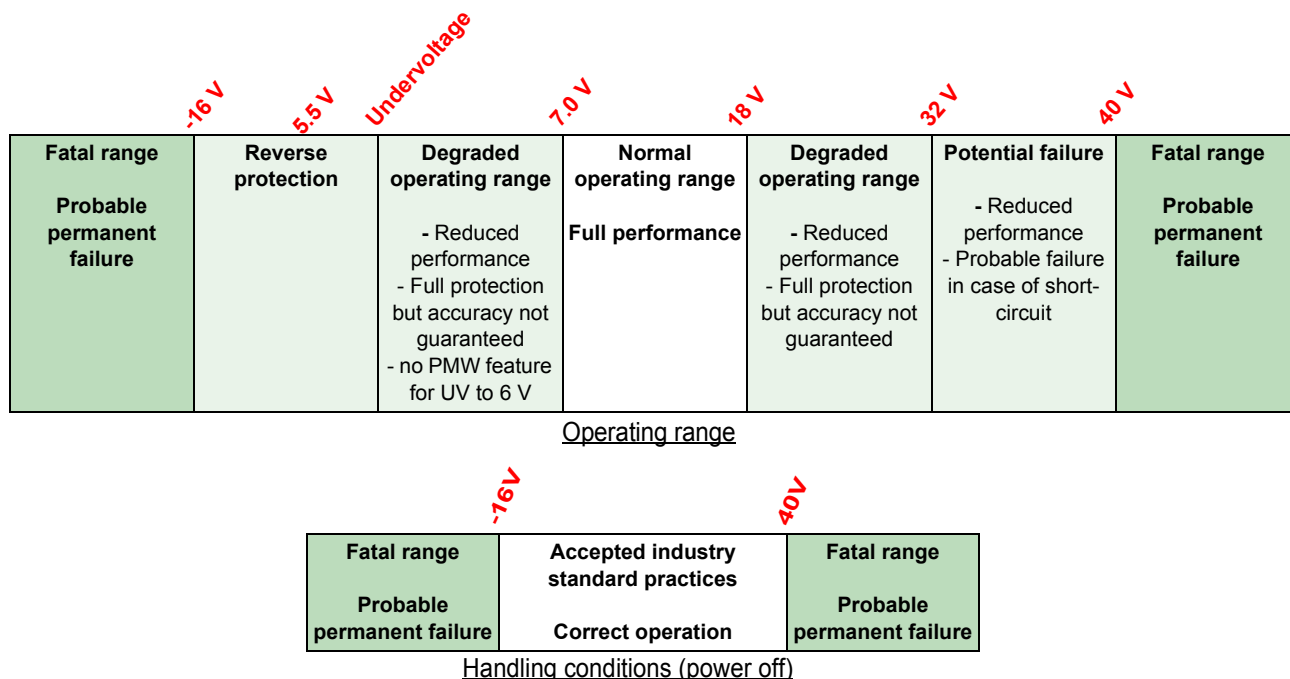 -16 V
5.5 V
Undervoltage
7.0 V
18 V
32 V
40 V
Fatal range
Probable
permanent
failure
Reverse
protection
Degraded
operating range
- Reduced
performance
- Full protection
but accuracy not
guaranteed
- no PMW feature
for UV to 6 V
Normal
operating range
Full performance
Degraded
operating range
- Reduced
performance
- Full protection
but accuracy not
guaranteed
Potential failure
- Reduced
performance
- Probable failure
in case of short-
circuit
Fatal range
Probable
permanent
failure
Operating range
-16V
40V
Fatal range
Probable
permanent failure
Accepted industry
standard practices
Correct operation
Fatal range
Probable
permanent failure
Handling conditions (power off)